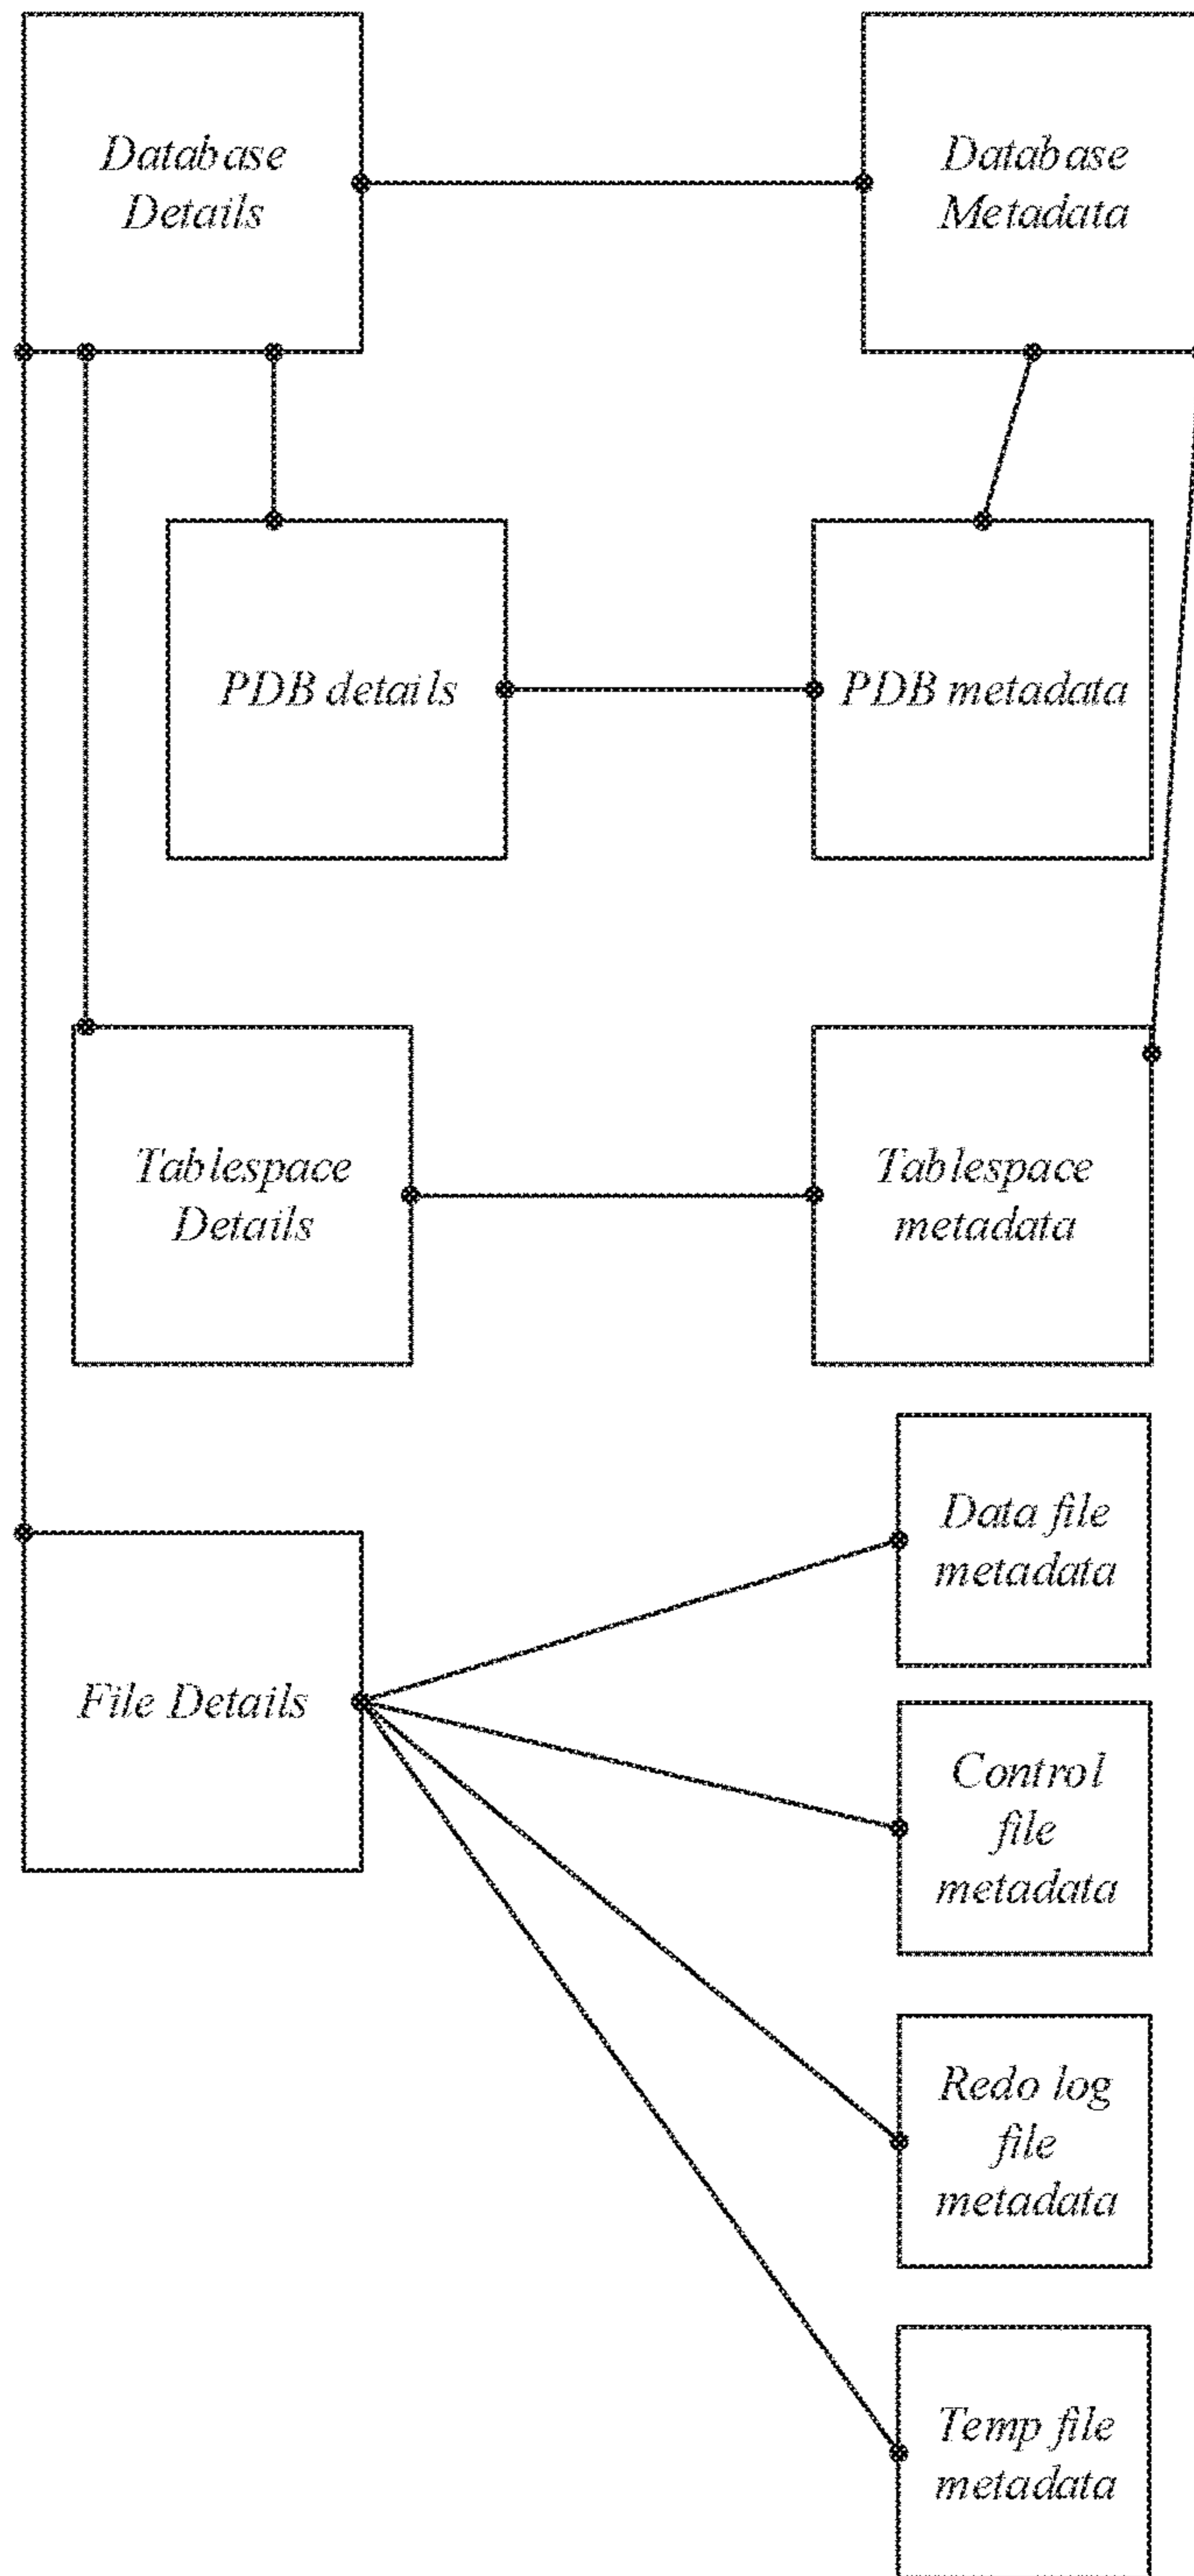 Database
Details
Database
Metadata
PDB details
PDB metadata
Tablespace
Details
Tablespace
metadata
Data file
metadata
File Details
Control
file
metadata
Redo log
file
metadata
Temp file
metadata